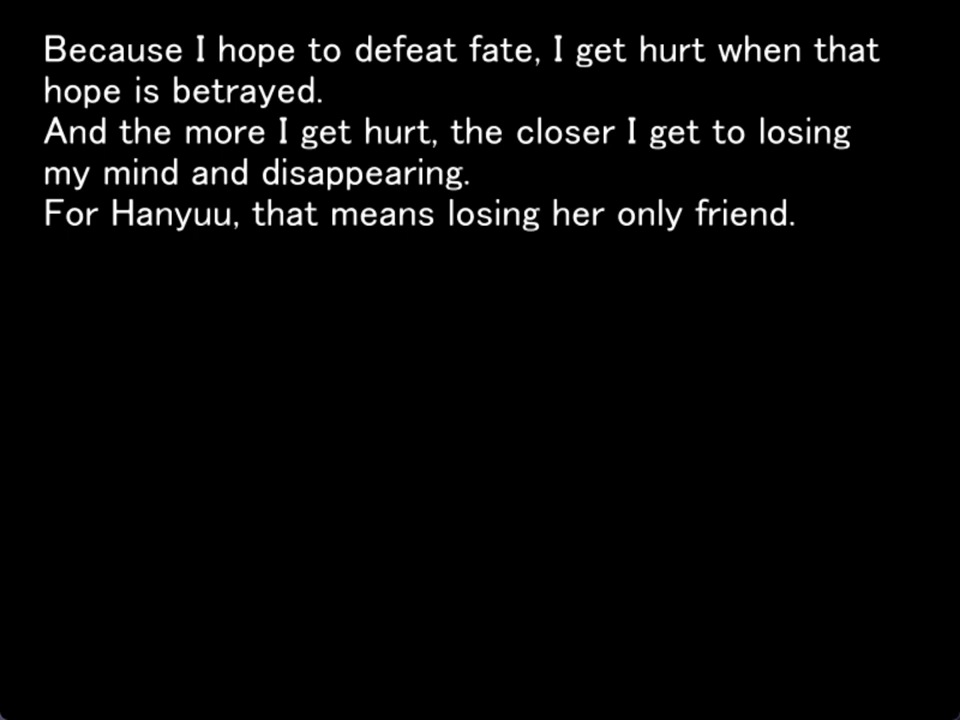 Because I hope to defeat fate, I get hurt when that
hope is betrayed.
And the more I get hurt, the closer I get to losing
my mind and disappearing.
For Hanyuu, that means losing her only friend.